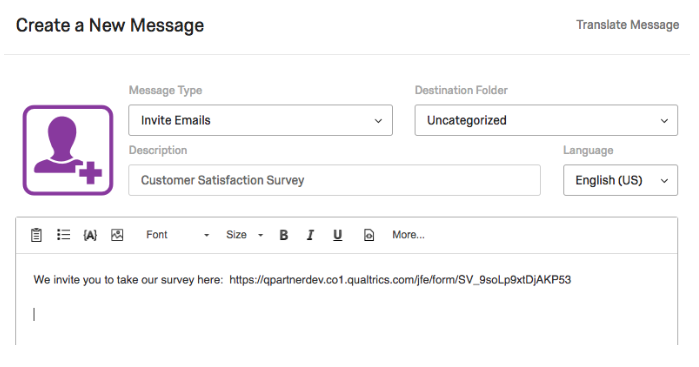 Create a New Message
Translate Message
Message Type
Destination Folder
Invite Emails
Uncategorized
Description
Language
Customer Satisfaction Survey
English (US)
{A} Font Size B I U More...
We invite you to take our survey here: https://qpartnerdev.co1.qualtrics.com/jfe/form/SV_9soLp9xtDjAKP53